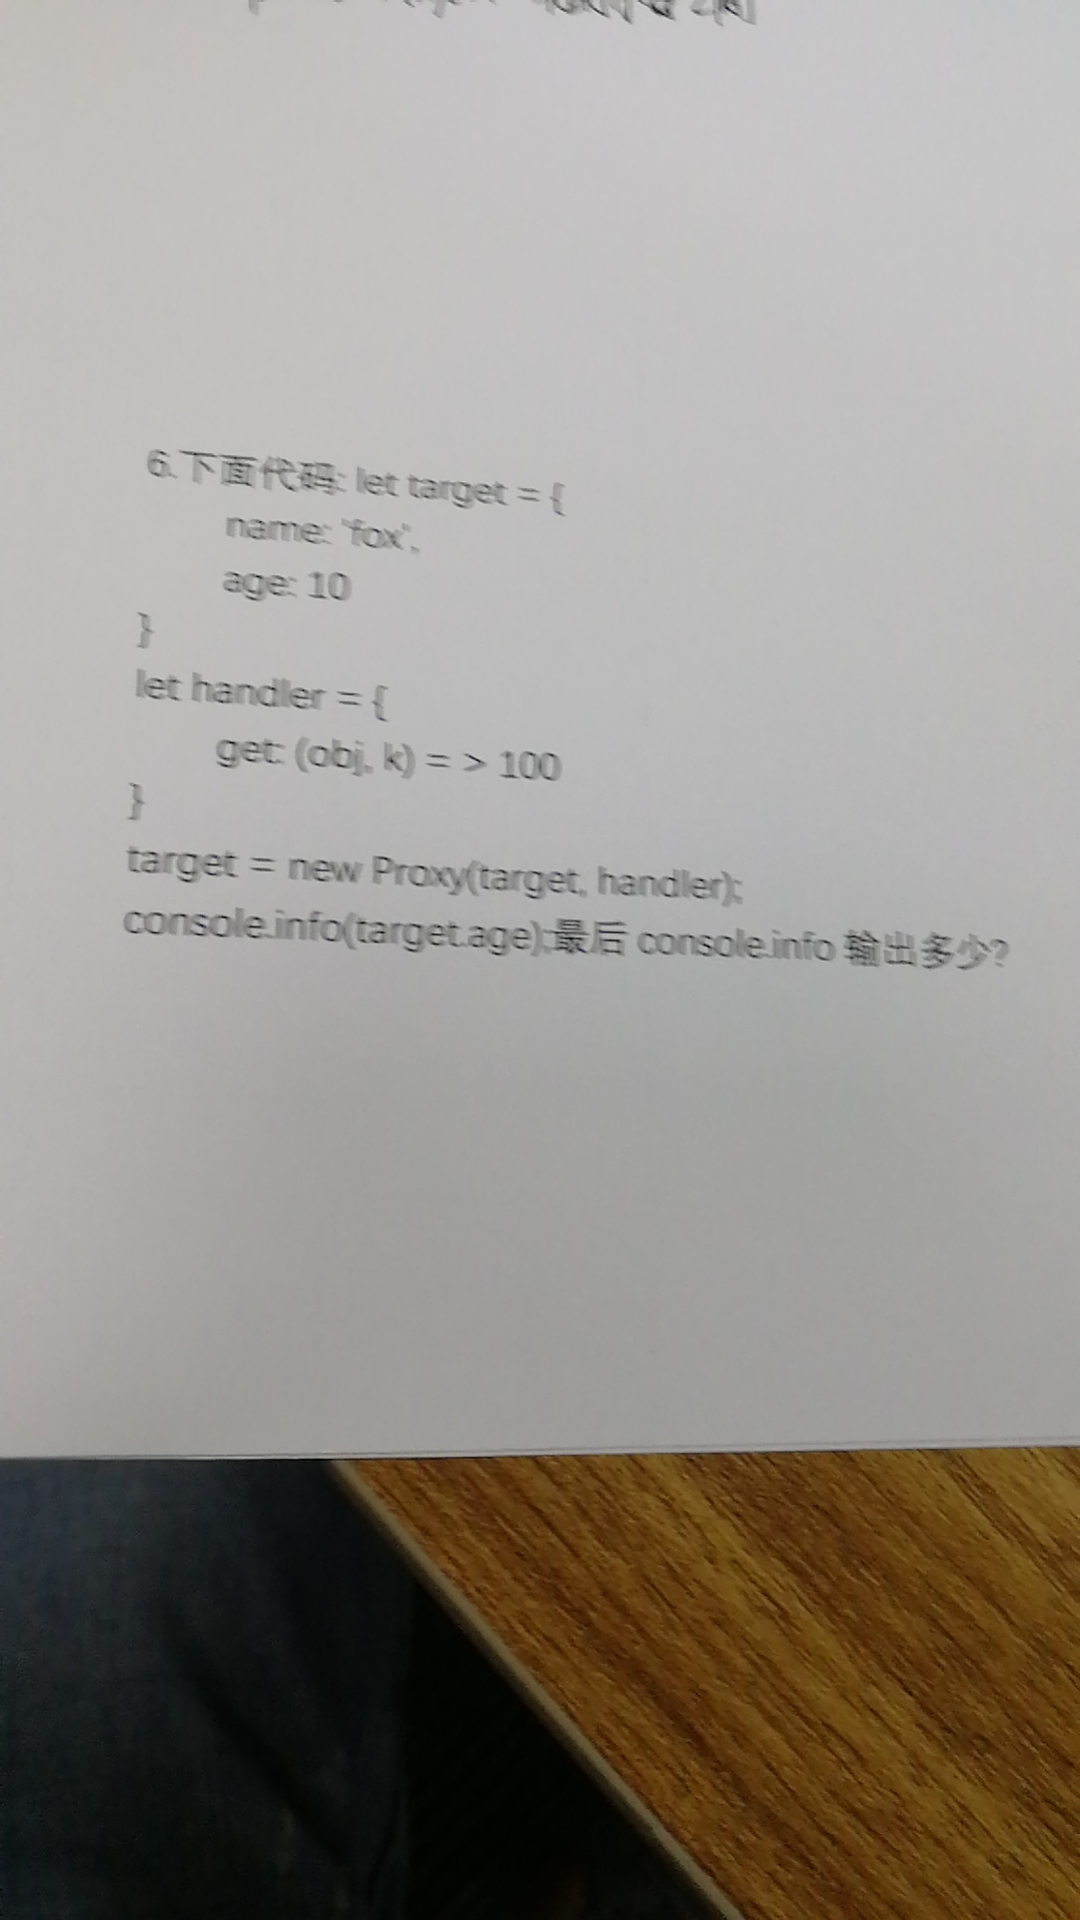 6.下面代码: let target = {
name: 'fox',
age: 10
}
let handler = {
get: (obj, k) = > 100
}
target = new Proxy(target, handler);
console.info(target.age);最后 console.info 输出多少?